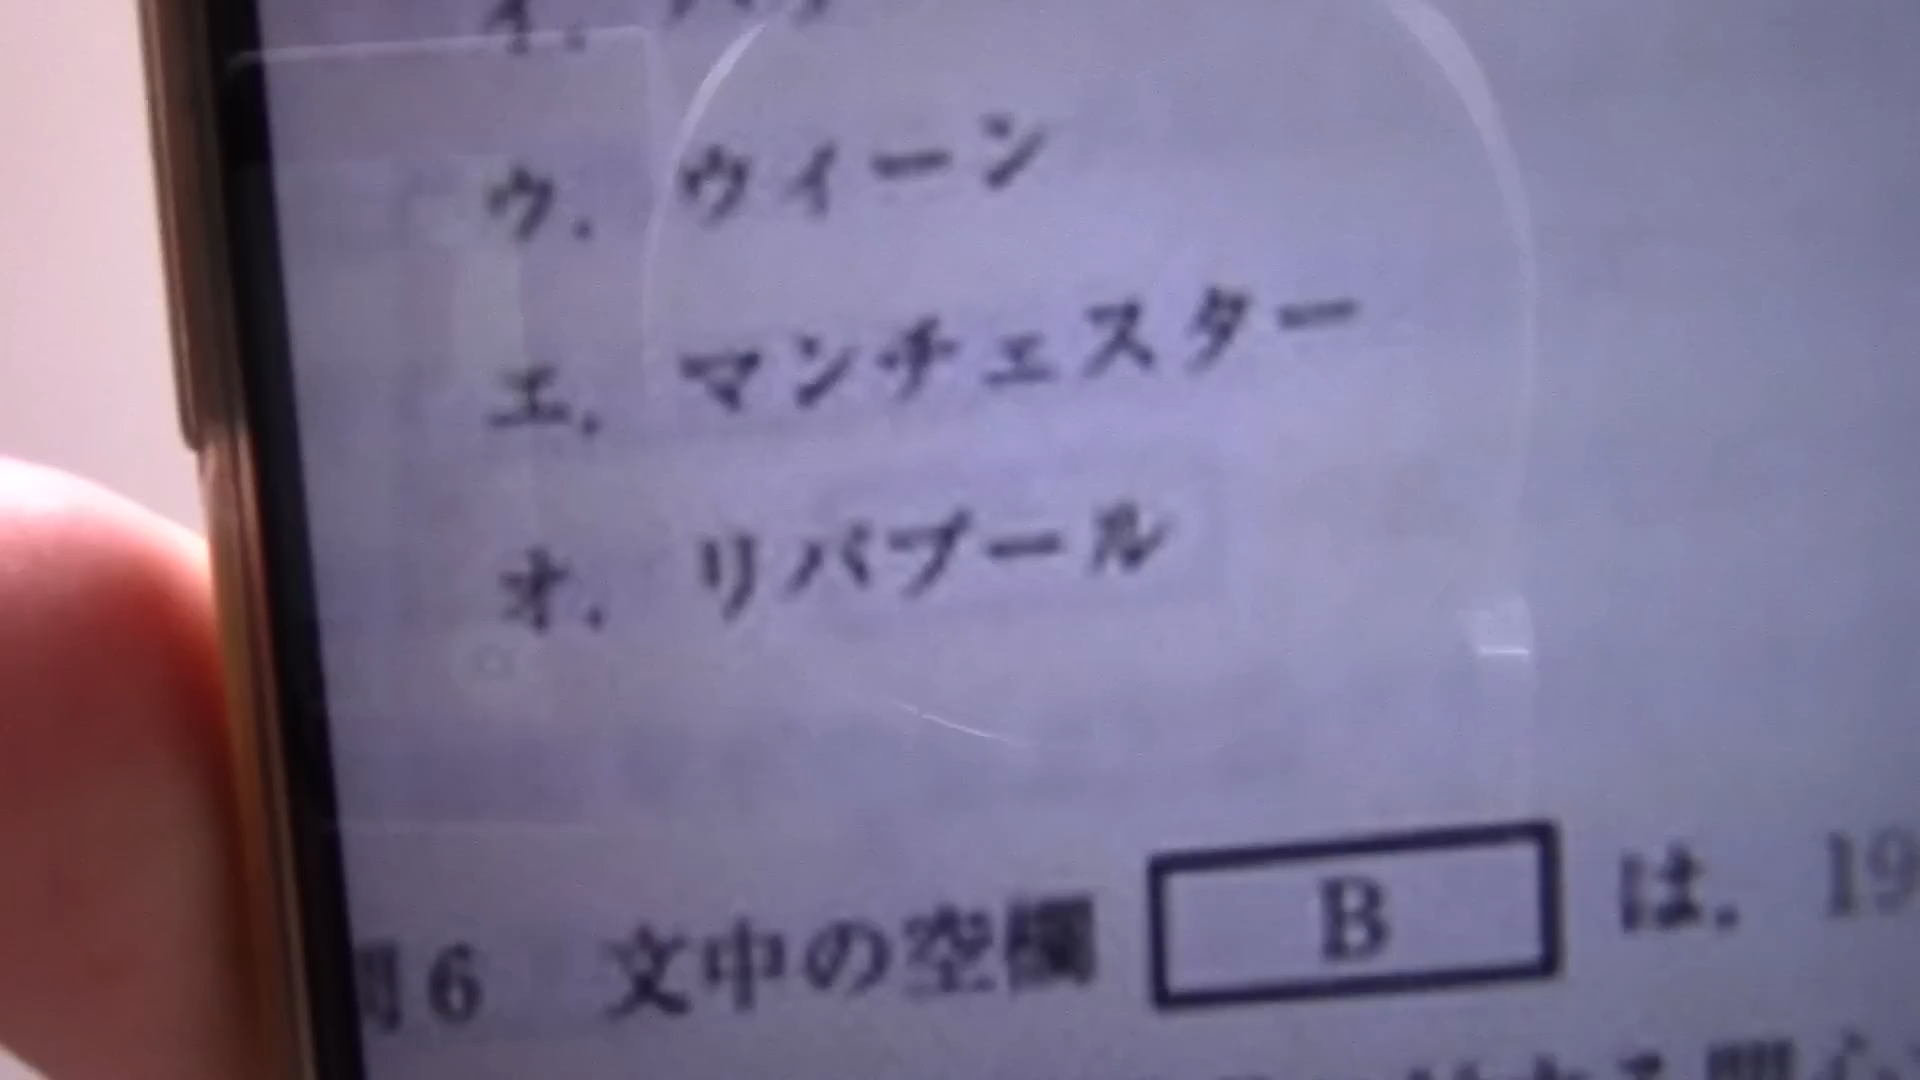 ウ. ウィーン
エ. マンチェスター
オ. リバプール
問6 文中の空欄 B は. 19